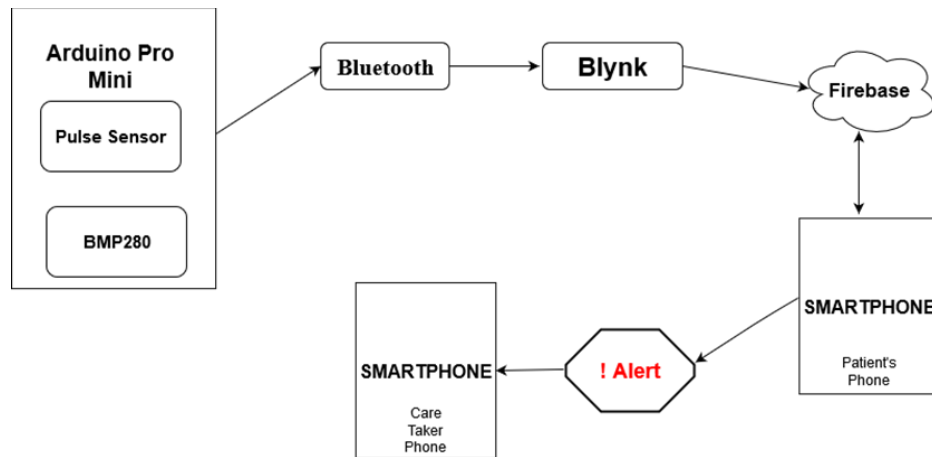 Arduino Pro
Mini
Pulse Sensor
BMP280
Bluetooth
Blynk
Firebase
SMARTPHONE
Patient's
Phone
! Alert
SMARTPHONE
Care
Taker
Phone